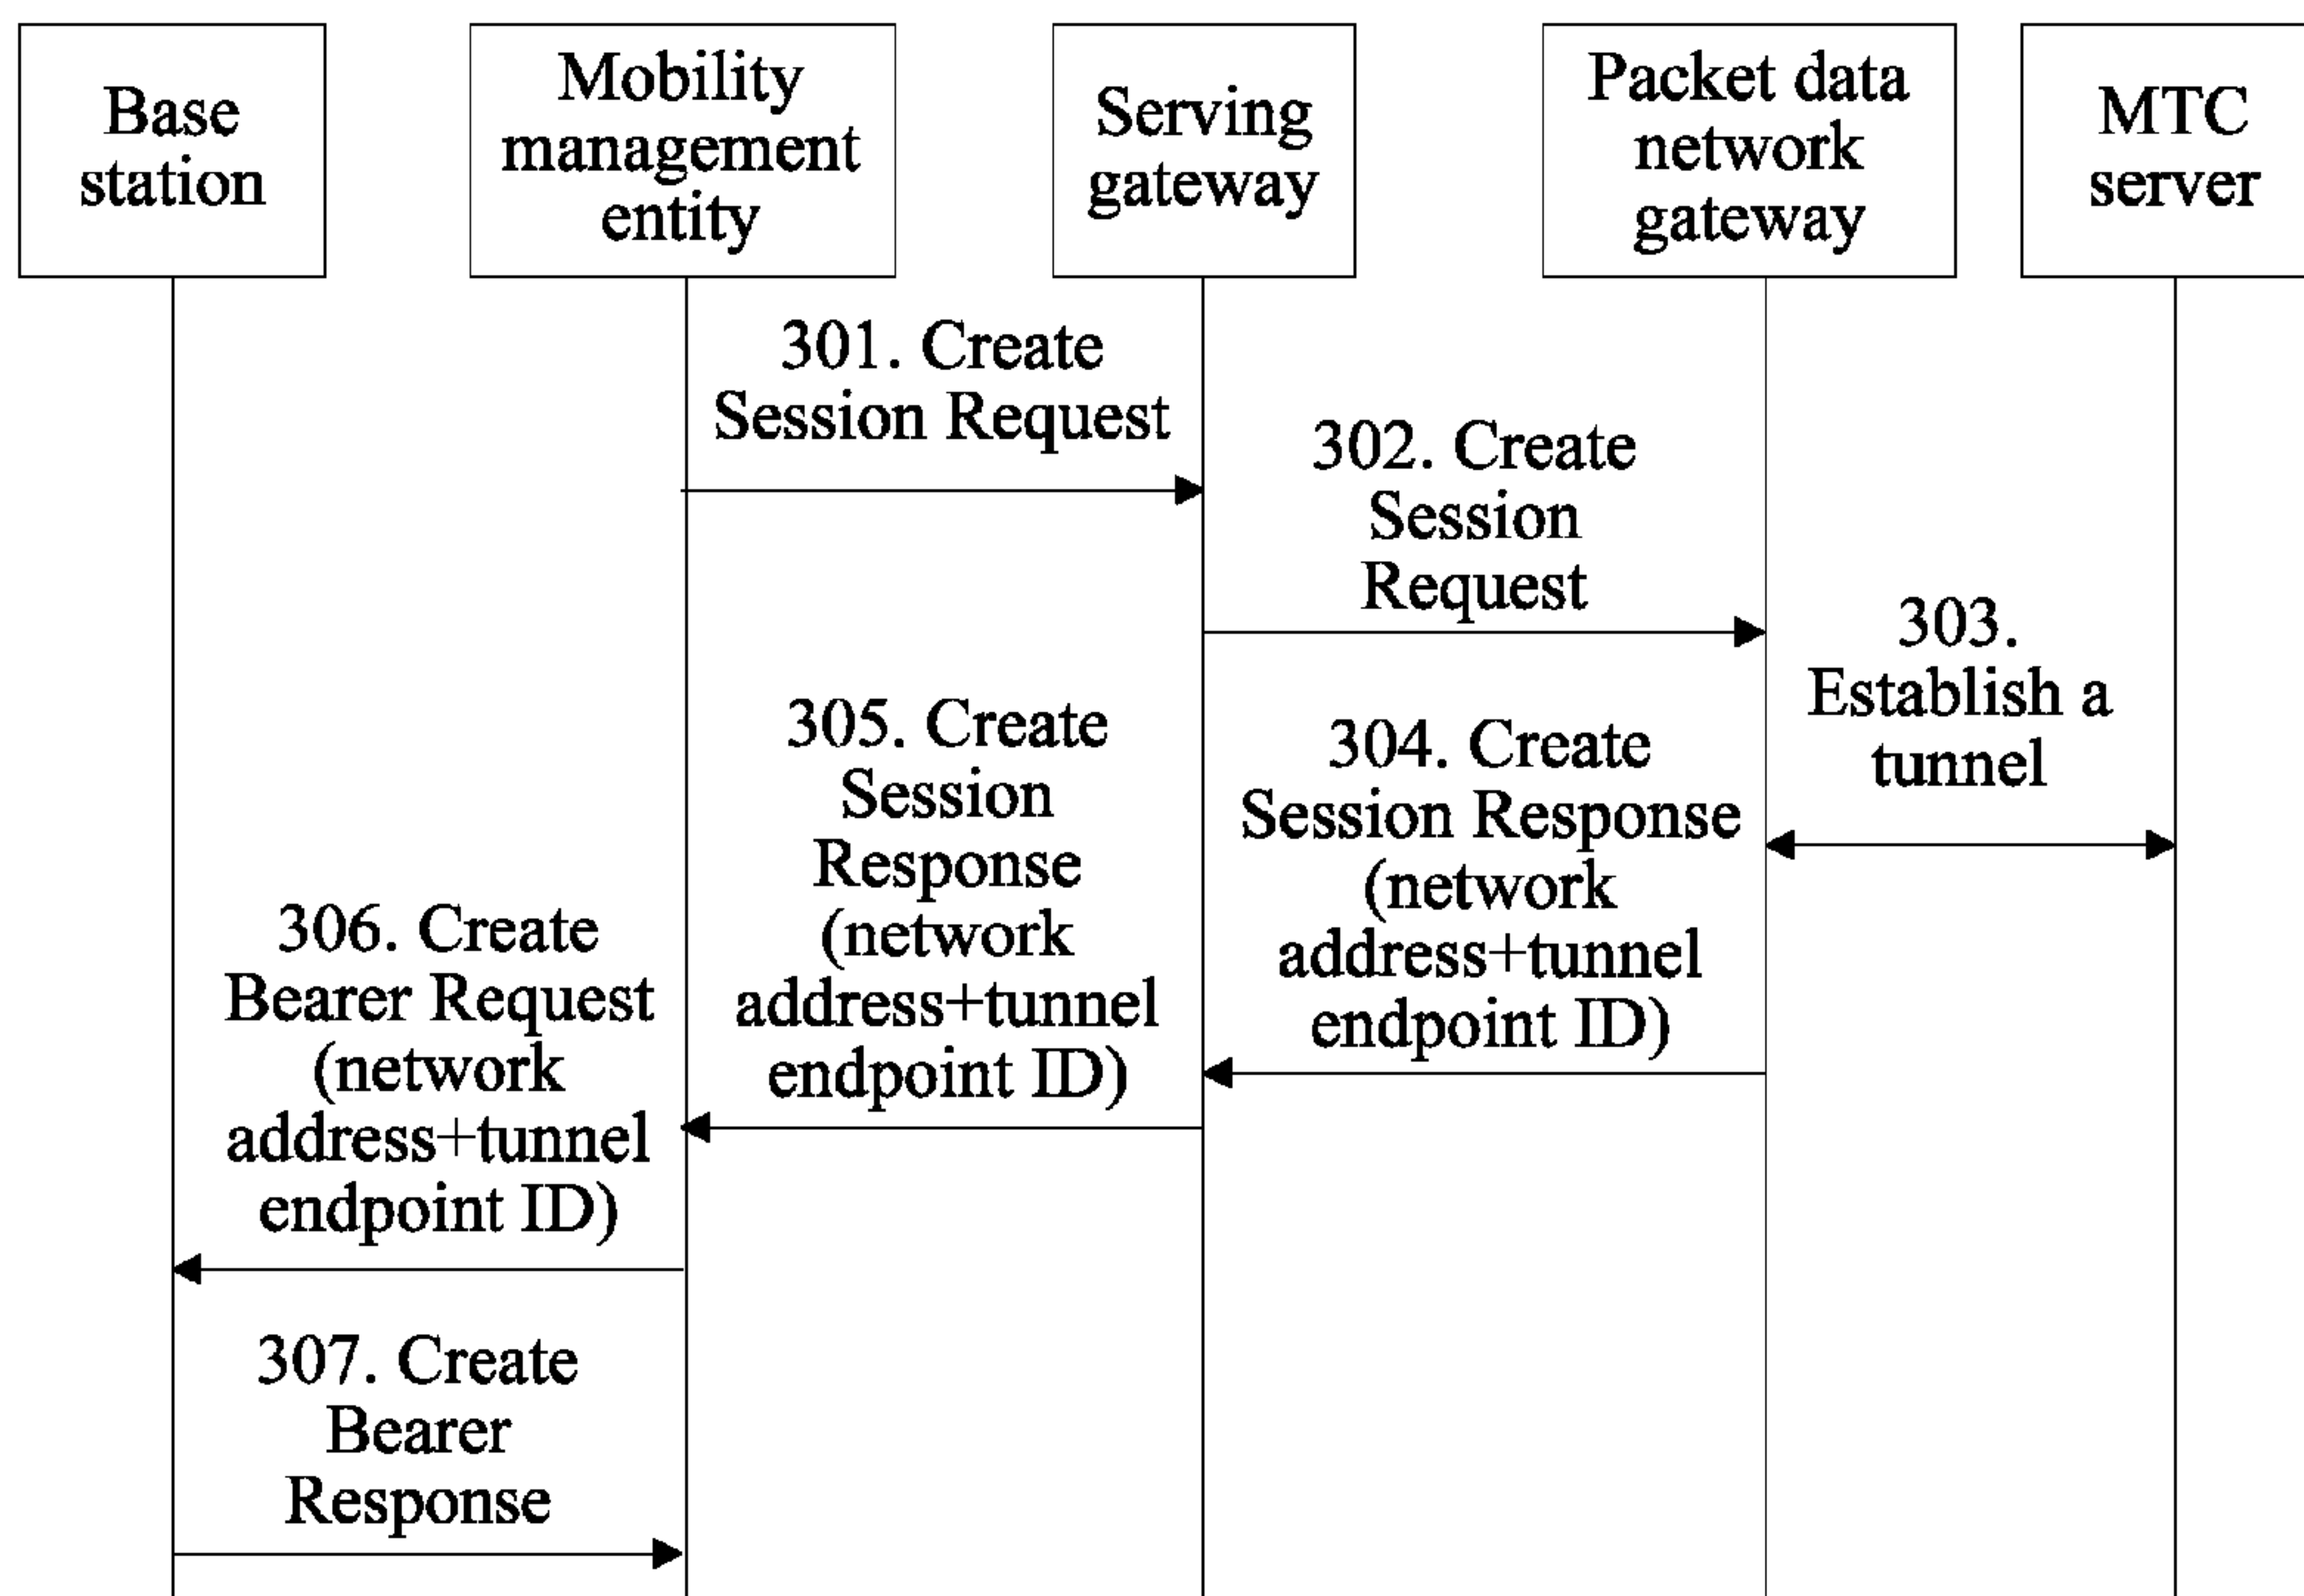 Base
station
Mobility
management
entity
Serving
gateway
Packet data
network
gateway
MTC
server
301. Create
Session Request
302. Create
Session
Request
303.
Establish a
tunnel
304. Create
Session Response
(network
address+tunnel
endpoint ID)
305. Create
Session
Response
(network
address+tunnel
endpoint ID)
306. Create
Bearer Request
(network
address+tunnel
endpoint ID)
307. Create
Bearer
Response